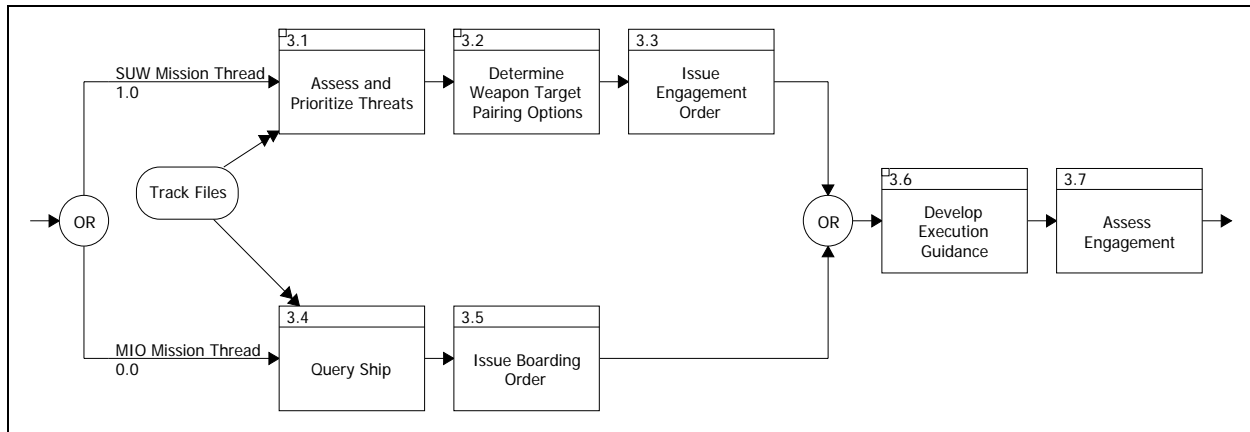 3.1
Assess and
Prioritize Threats
3.2
Determine
Weapon Target
Pairing Options
3.3
Issue
Engagement
Order
SUW Mission Thread
1.0
Track Files
OR
OR
3.6
Develop
Execution
Guidance
3.7
Assess
Engagement
MIO Mission Thread
0.0
3.4
Query Ship
3.5
Issue Boarding
Order